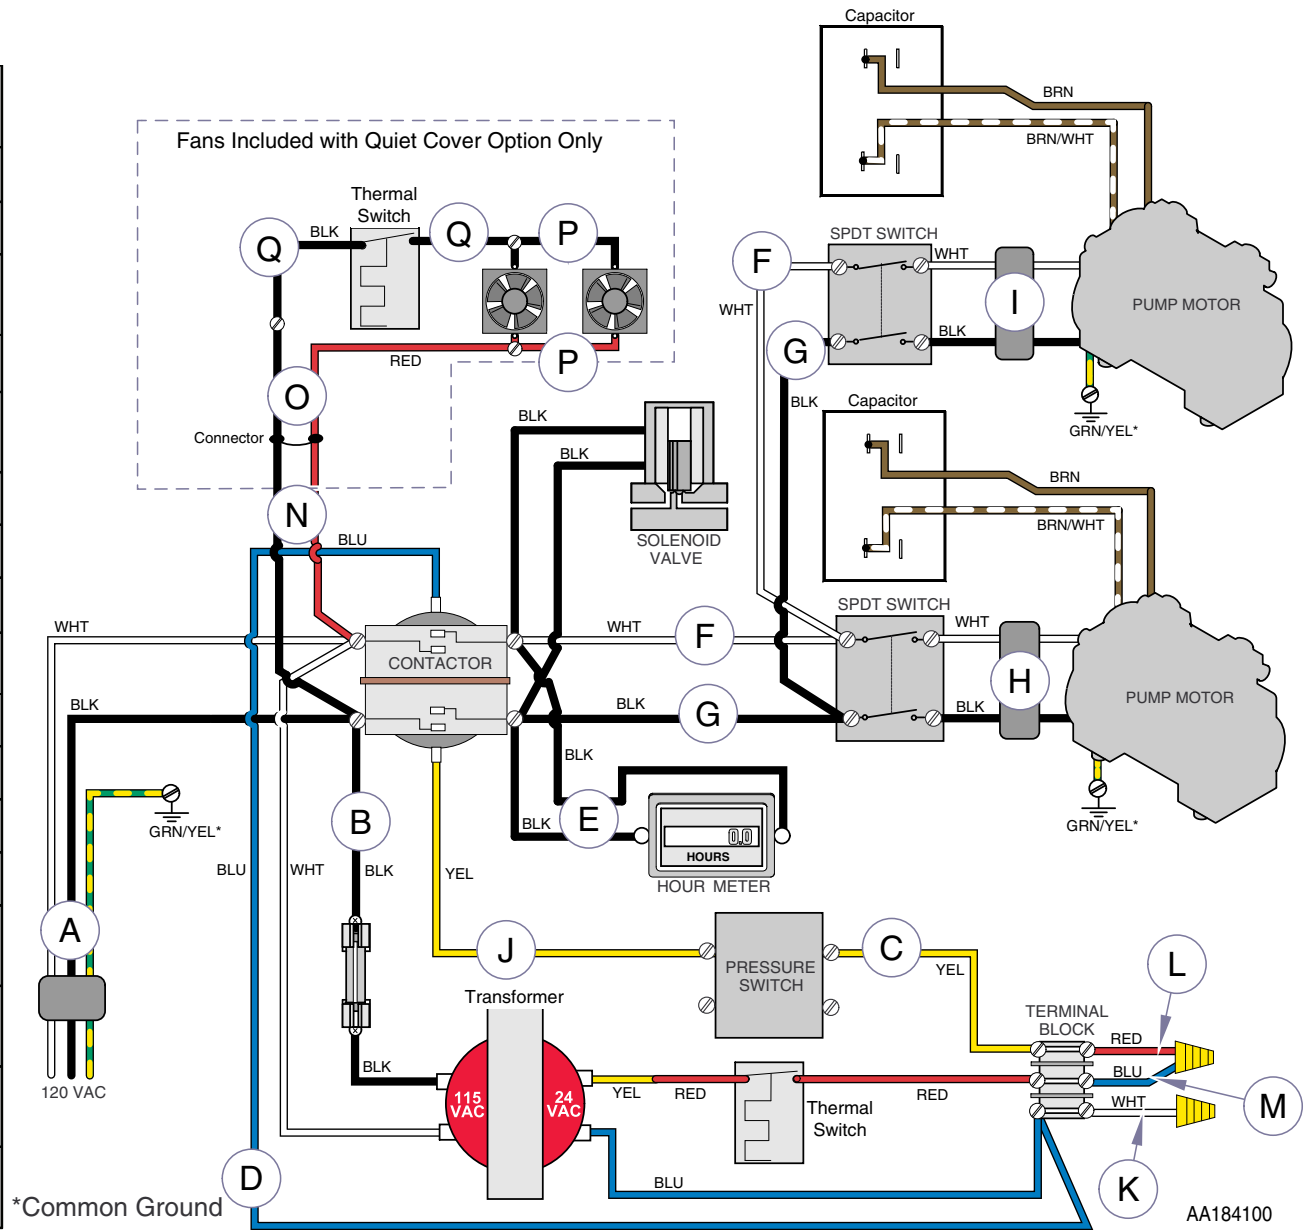 Capacitor
BRN
BRN/WHT
Fans Included with Quiet Cover Option Only
Thermal
Switch
Q
BLK
Q
P
F
SPDT SWITCH
WHT
WHT
I
PUMP MOTOR
G
BLK
RED
P
O
BLK
Capacitor
GRN/YEL*
Connector
BLK
BLK
BRN
BRN/WHT
N
BLU
SOLENOID
VALVE
SPDT SWITCH
WHT
WHT
F
WHT
CONTACTOR
H
PUMP MOTOR
BLK
BLK
G
BLK
BLK
E
BLK
0.0
HOURS
HOUR METER
GRN/YEL*
GRN/YEL*
B
BLU
WHT
BLK
YEL
A
J
PRESSURE
SWITCH
C
YEL
L
Transformer
TERMINAL
BLOCK
RED
BLU
WHT
M
K
120 VAC
BLK
115
VAC
24
VAC
YEL
RED
Thermal
Switch
RED
BLU
D
*Common Ground
AA184100